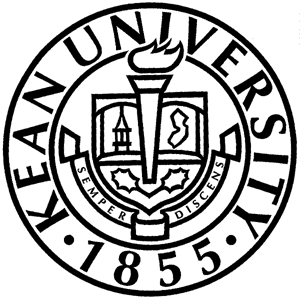 KEAN UNIVERSITY
SEMPER DISCENS
· 1855 ·